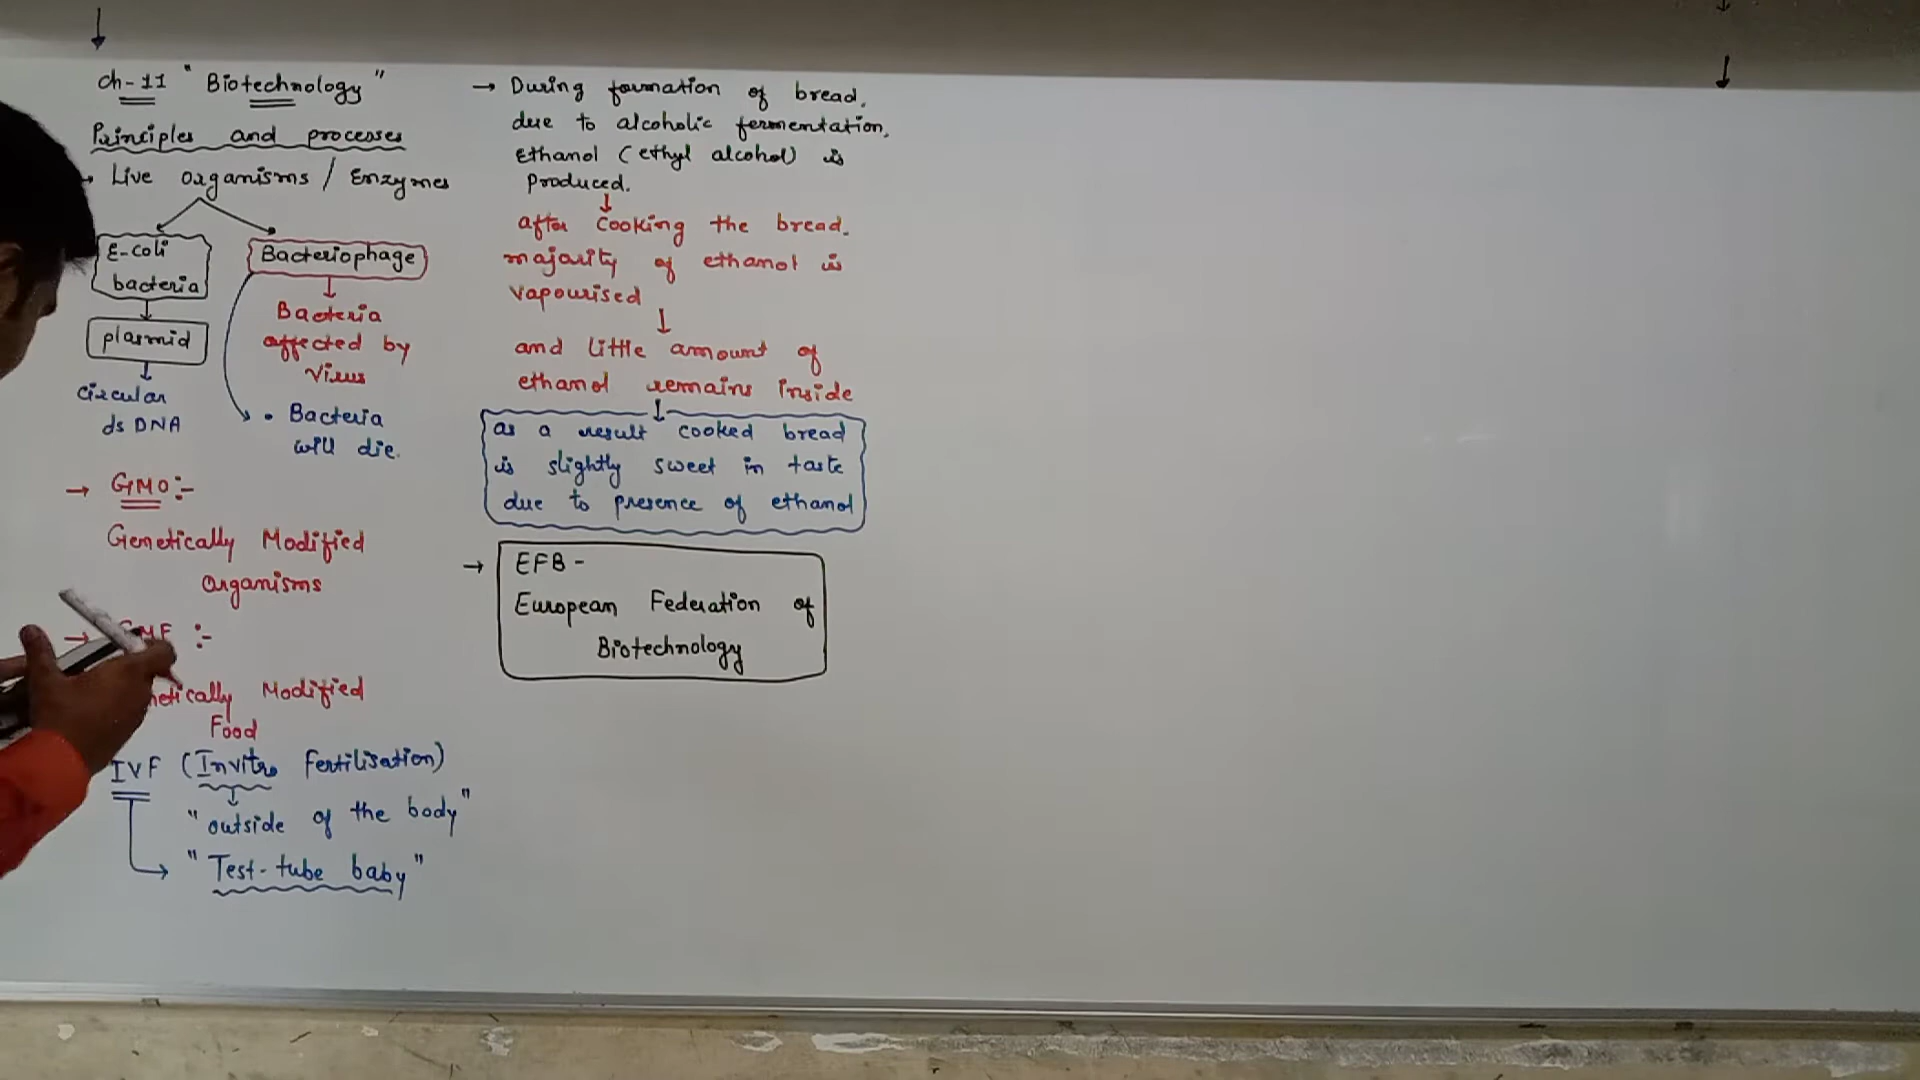 ch-11 "Biotechnology"
Principles and processes
Live organisms / Enzymes
E-coli
bacteria
plasmid
circular
ds DNA
Bacteriophage
Bacteria
affected by
virus
• Bacteria
will die.
→ GMO :-
Genetically Modified
Organisms
→ GMF :-
Modified
Food
IVF (Invitro Fertilisation)
"outside of the body"
"Test-tube baby"
→ During formation of bread,
due to alcoholic fermentation,
Ethanol (ethyl alcohol) is
produced.
after cooking the bread.
majority of ethanol is
vapourised
and little amount of
ethanol remains inside
as a result cooked bread
is slightly sweet in taste
due to presence of ethanol
→ EFB -
European Federation of
Biotechnology